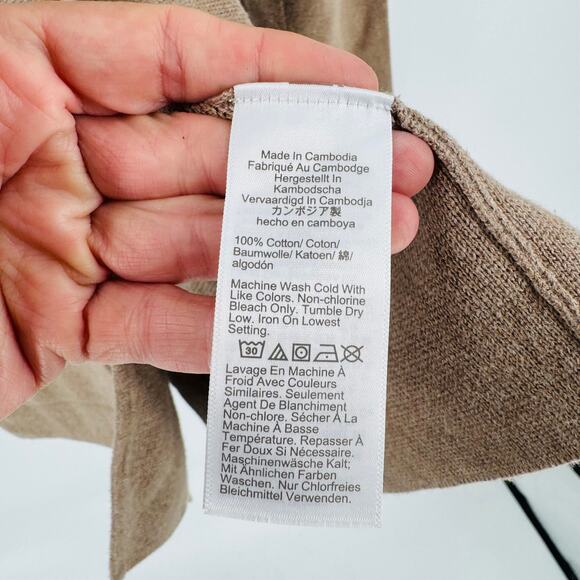 Made In Cambodia
Fabriqué Au Cambodge
Hergestellt In
Kambodscha
Vervaardigd In Cambodja
カンボジア製
hecho en camboya
100% Cotton/ Coton/
Baumwolle/ Katoen/ 綿/
algodón
Machine Wash Cold With
Like Colors. Non-chlorine
Bleach Only. Tumble Dry
Low. Iron On Lowest
Setting.
30
Lavage En Machine À
Froid Avec Couleurs
Similaires. Seulement
Agent De Blanchiment
Non-chlore. Sécher À La
Machine À Basse
Température. Repasser À
Fer Doux Si Nécessaire.
Maschinenwäsche Kalt;
Mit Ähnlichen Farben
Waschen. Nur Chlorfreies
Bleichmittel Verwenden.